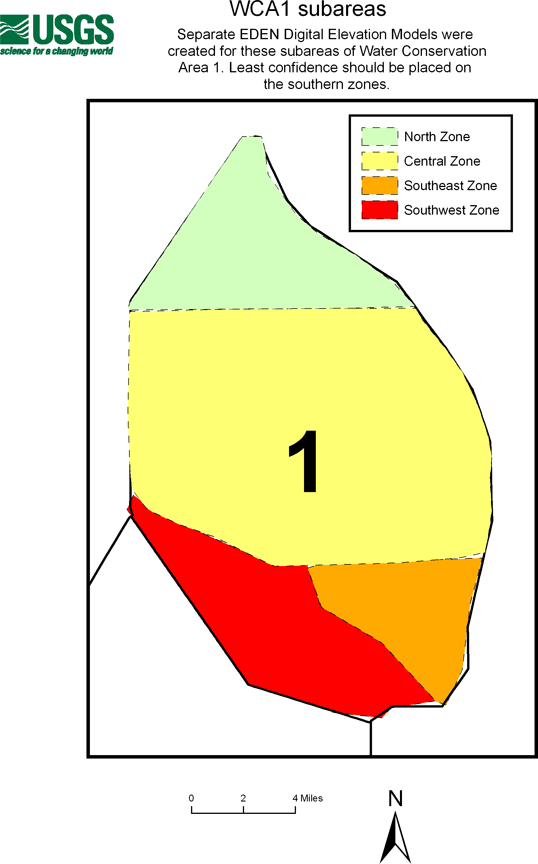 WCA1 subareas
USGS
science for a changing world
Separate EDEN Digital Elevation Models were
created for these subareas of Water Conservation
Area 1. Least confidence should be placed on
the southern zones.
North Zone
Central Zone
Southeast Zone
Southwest Zone
1
0 2 4 Miles
N